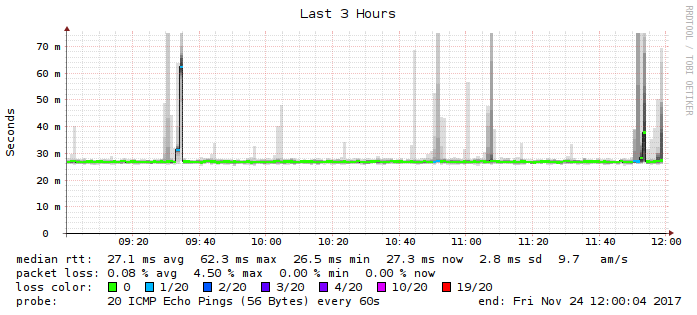 Last 3 Hours
RRDTOOL / TOBI OETIKER
Seconds
70 m
60 m
50 m
40 m
30 m
20 m
10 m
0
09:20 09:40 10:00 10:20 10:40 11:00 11:20 11:40 12:00
median rtt: 27.1 ms avg 62.3 ms max 26.5 ms min 27.3 ms now 2.8 ms sd 9.7 am/s
packet loss: 0.08 % avg 4.50 % max 0.00 % min 0.00 % now
loss color: 0 1/20 2/20 3/20 4/20 10/20 19/20
probe: 20 ICMP Echo Pings (56 Bytes) every 60s end: Fri Nov 24 12:00:04 2017